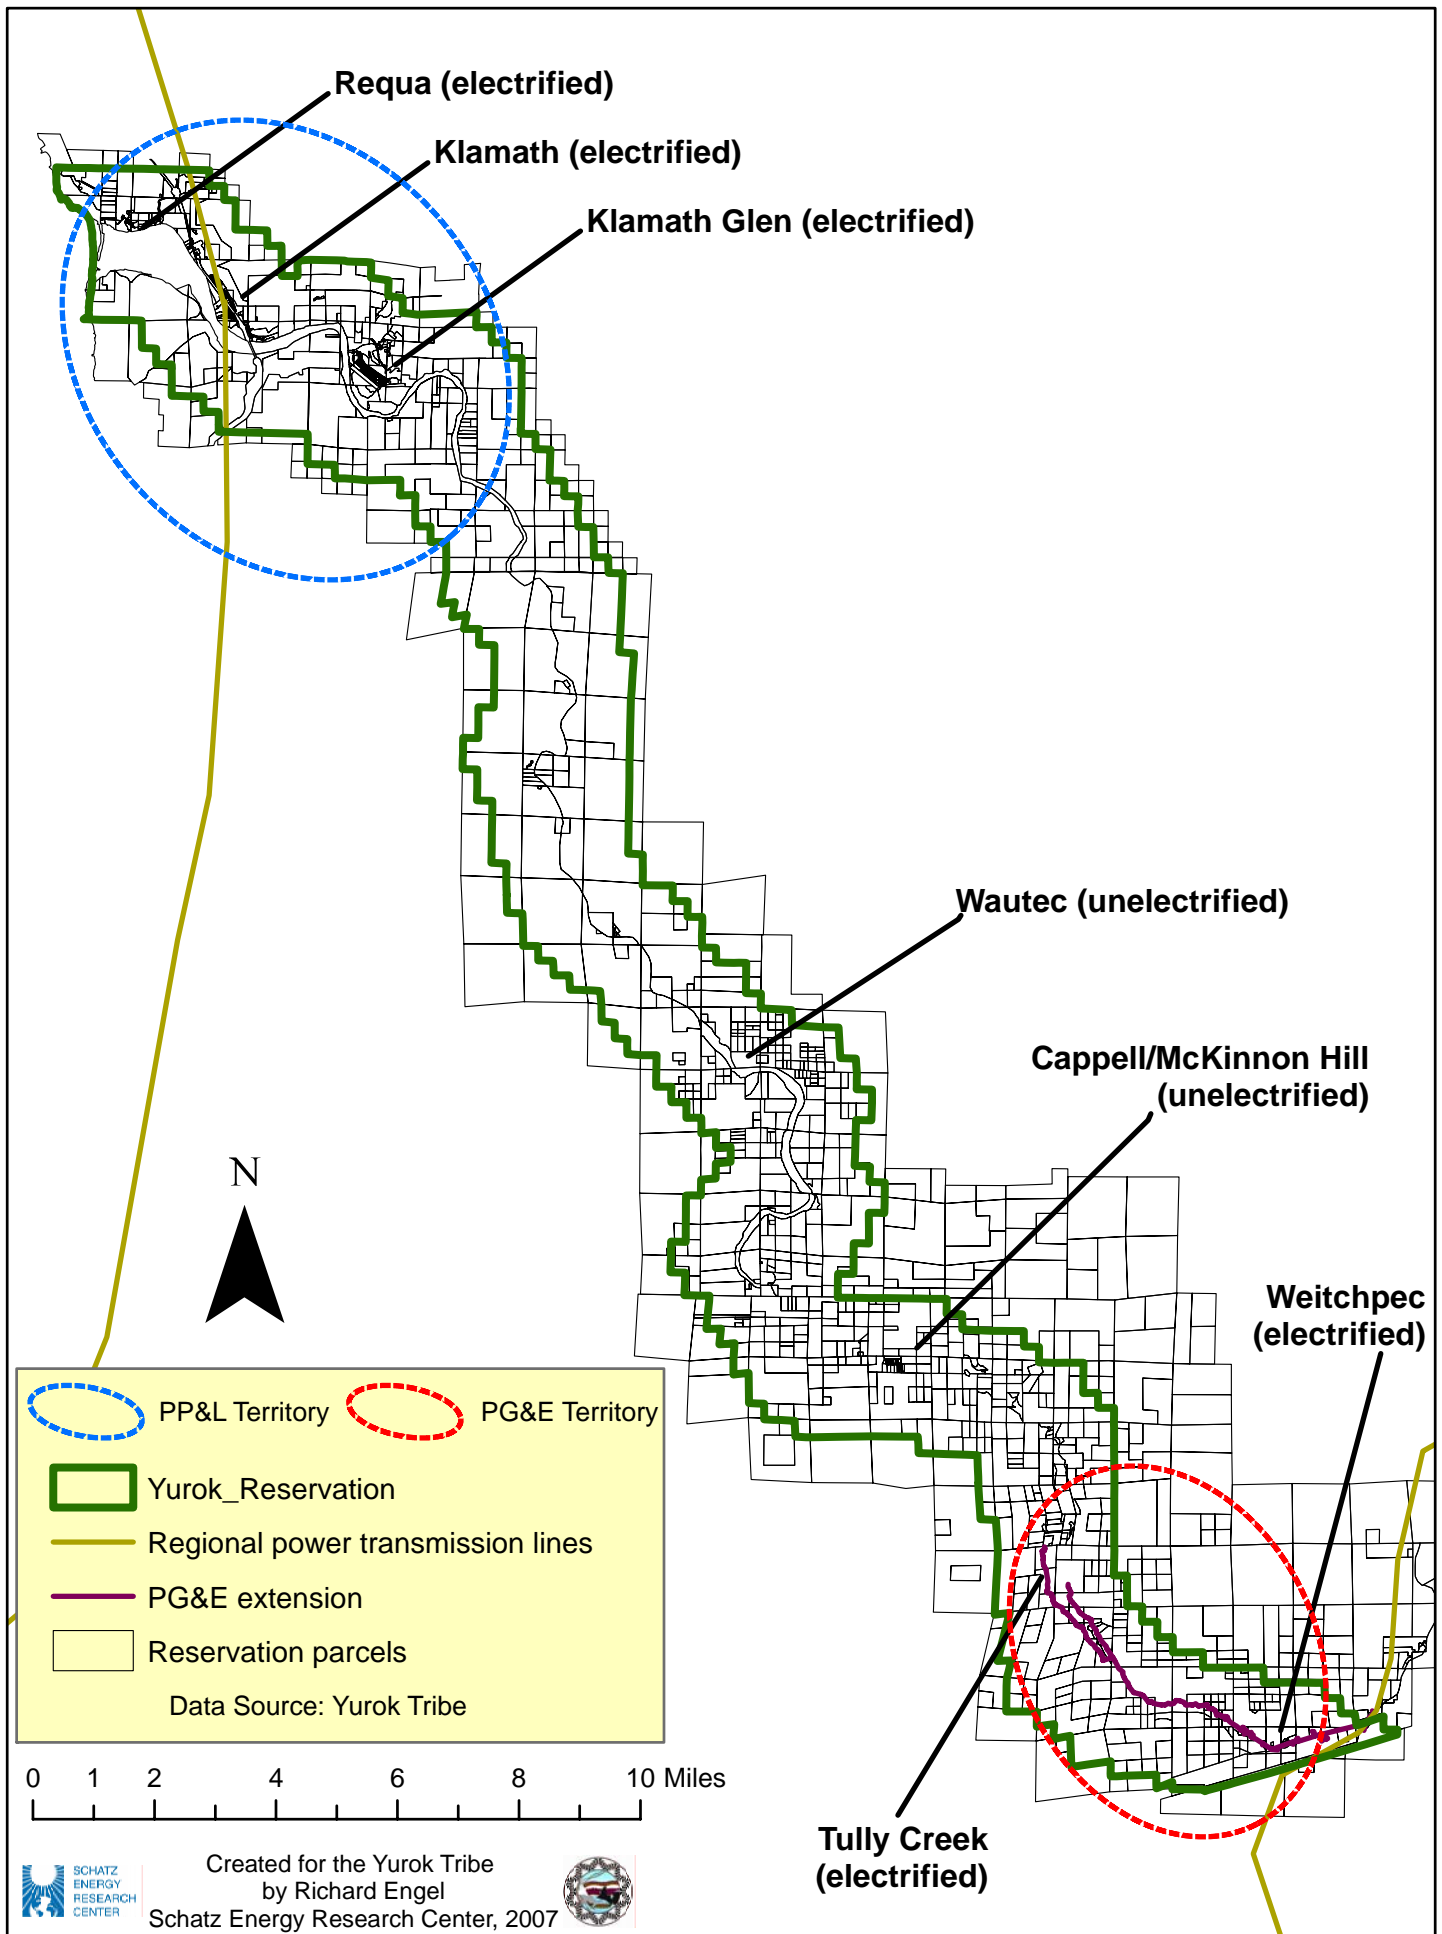 Requa (electrified)
Klamath (electrified)
Klamath Glen (electrified)
Wautec (unelectrified)
Cappell/McKinnon Hill
(unelectrified)
N
Weitchpec
(electrified)
PP&L Territory
PG&E Territory
Yurok_Reservation
Regional power transmission lines
PG&E extension
Reservation parcels
Data Source: Yurok Tribe
0 1 2 4 6 8 10 Miles
Tully Creek
(electrified)
SCHATZ
ENERGY
RESEARCH
CENTER
Created for the Yurok Tribe
by Richard Engel
Schatz Energy Research Center, 2007